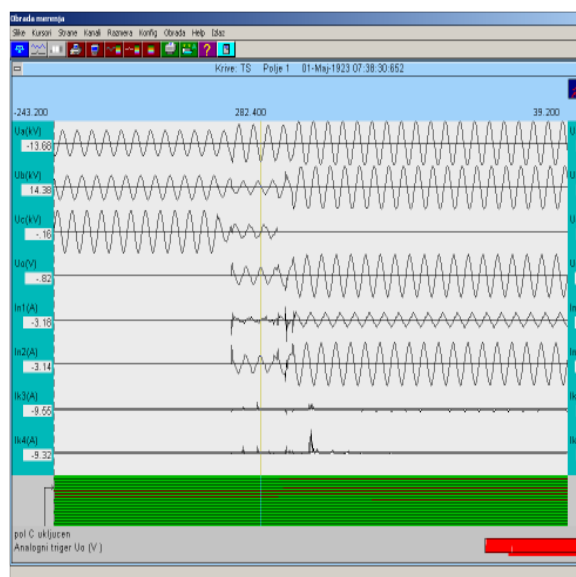 Obrada merenja
Slike Kursori Strane Kanali Razmera Konfig Obrada Help Izlaz
Krive: TS Polje 1 01-Maj-1923 07:38:30:652
-243.200 282.400 39.200
Ua(kV)
-13.68
Ub(kV)
14.38
Uc(kV)
-.16
Uo(V)
-.82
In1(A)
-3.16
In2(A)
-3.14
Ik3(A)
-9.55
Ik4(A)
-9.32
pol C ukljucen
Analogni triger Uo (V )